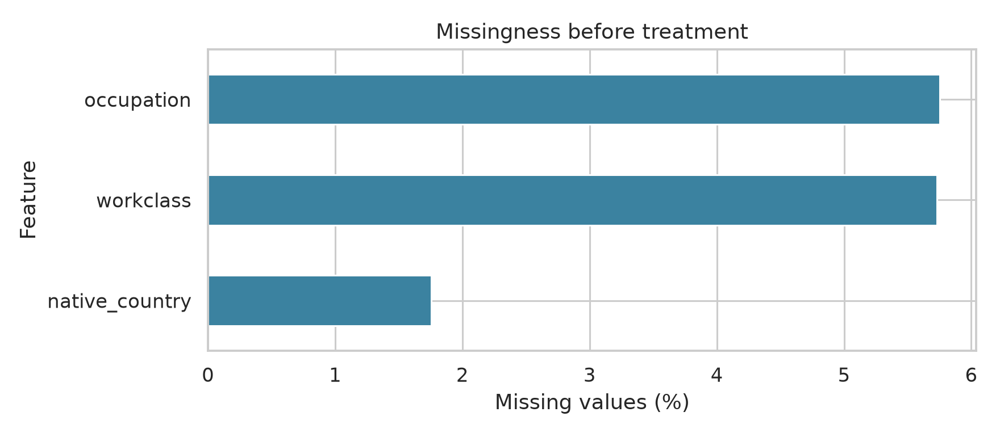 Missingness before treatment
occupation
workclass
native_country
Feature
0 1 2 3 4 5 6
Missing values (%)